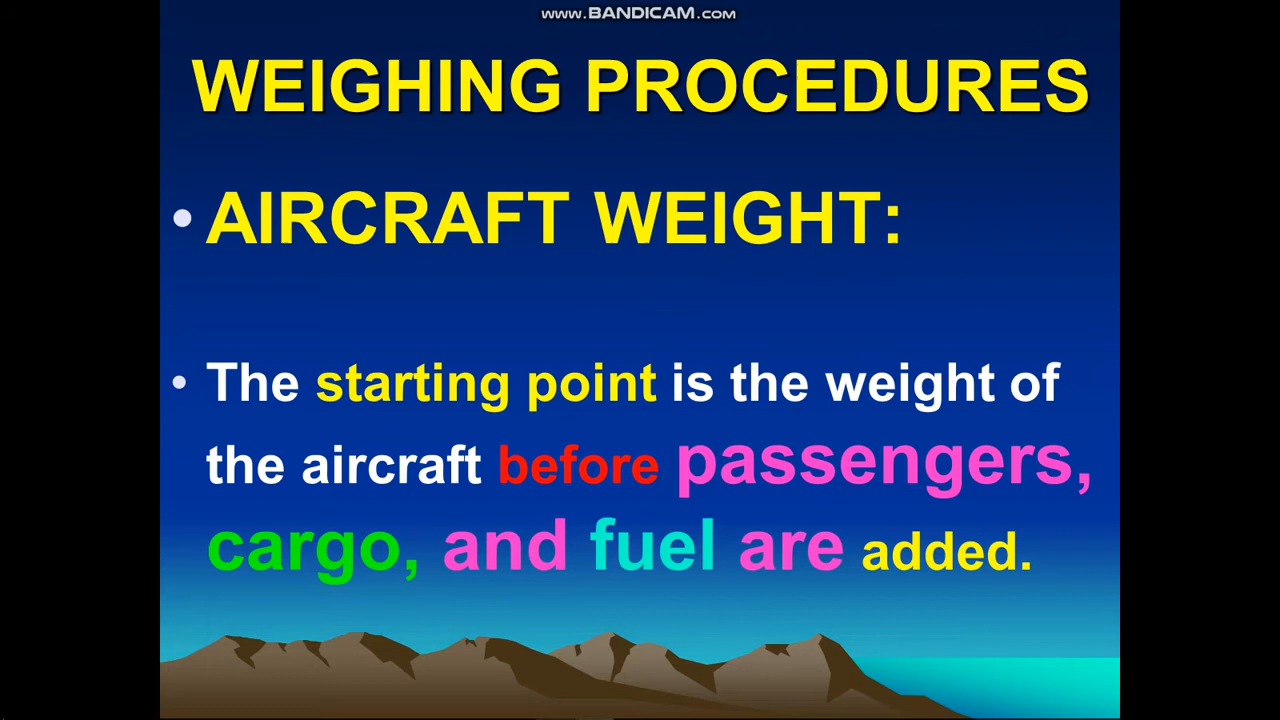 www.BANDICAM.com
WEIGHING PROCEDURES
• AIRCRAFT WEIGHT:
• The starting point is the weight of
the aircraft before passengers,
cargo, and fuel are added.